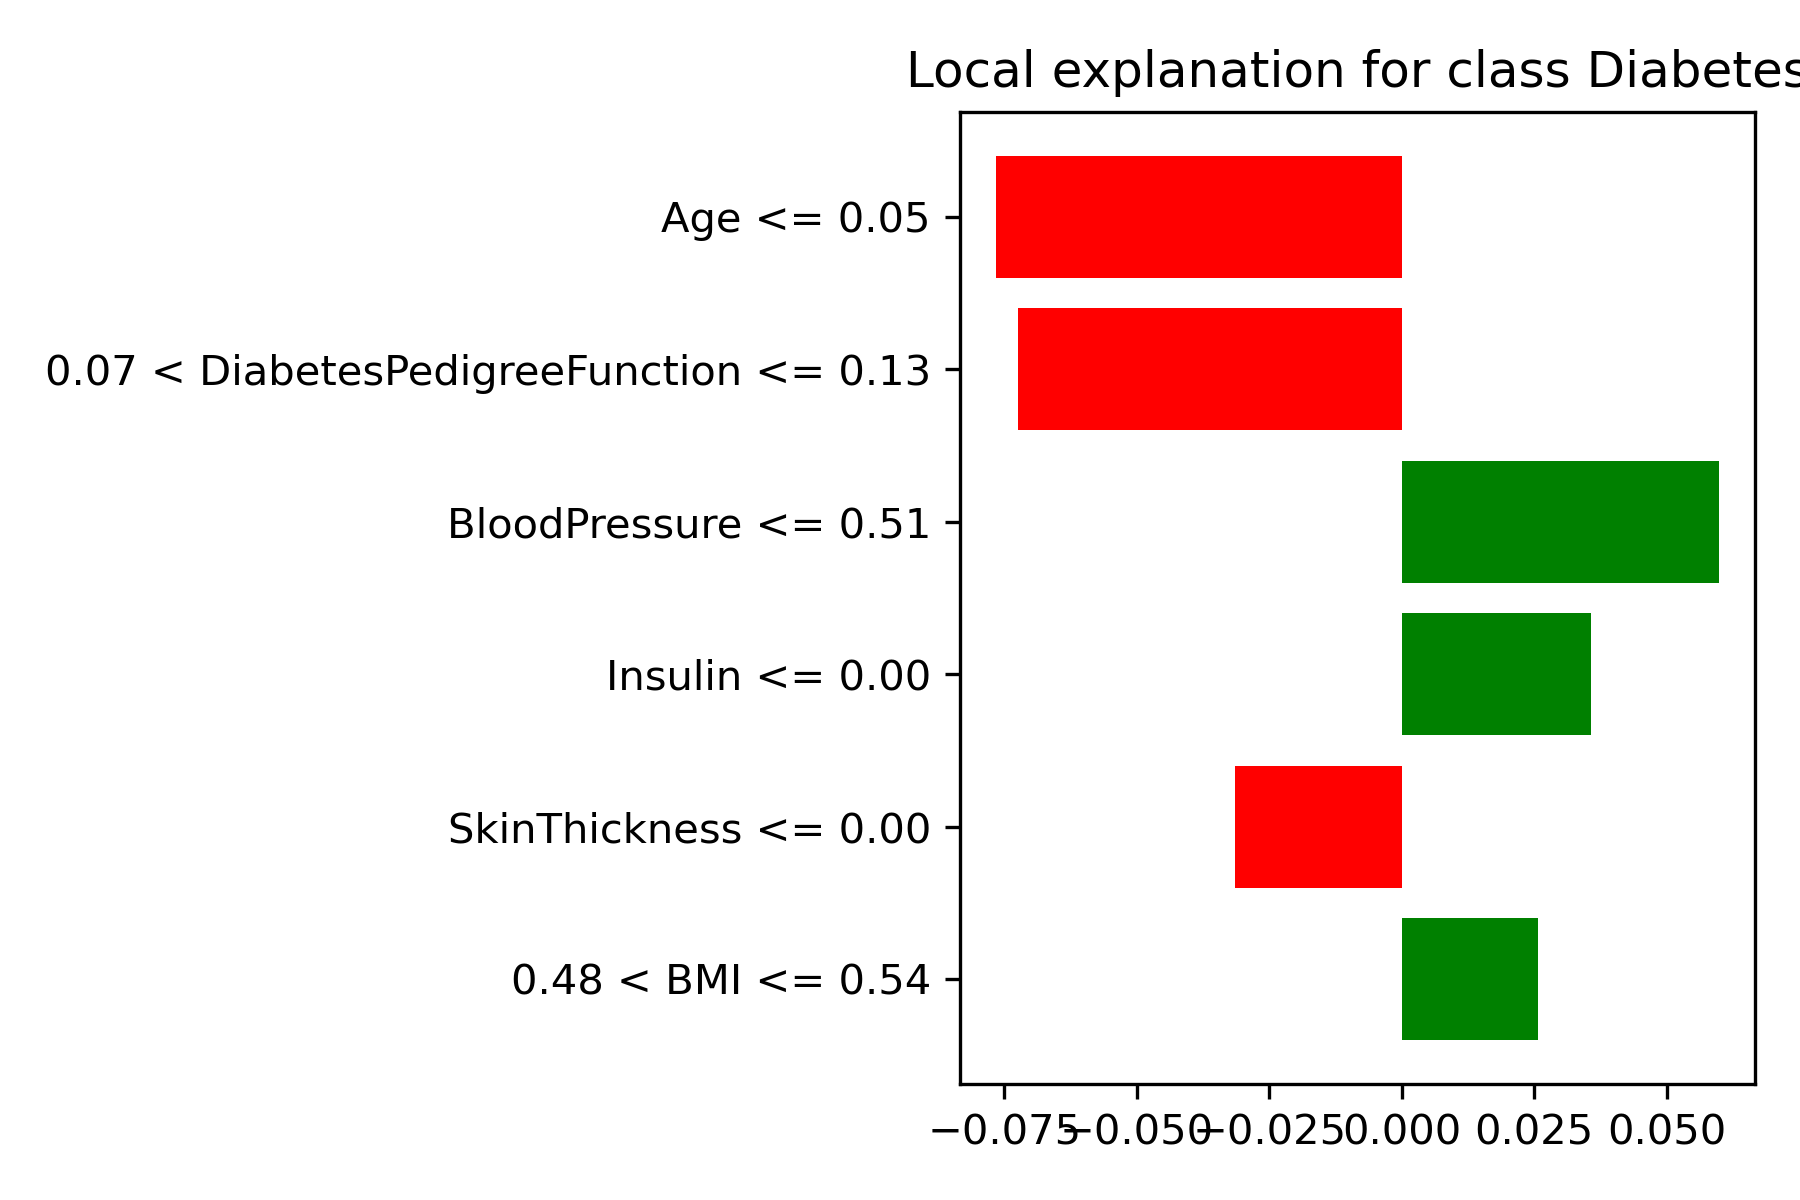 Local explanation for class Diabetes
Age <= 0.05
0.07 < DiabetesPedigreeFunction <= 0.13
BloodPressure <= 0.51
Insulin <= 0.00
SkinThickness <= 0.00
0.48 < BMI <= 0.54
−0.075 −0.050 −0.025 0.000 0.025 0.050